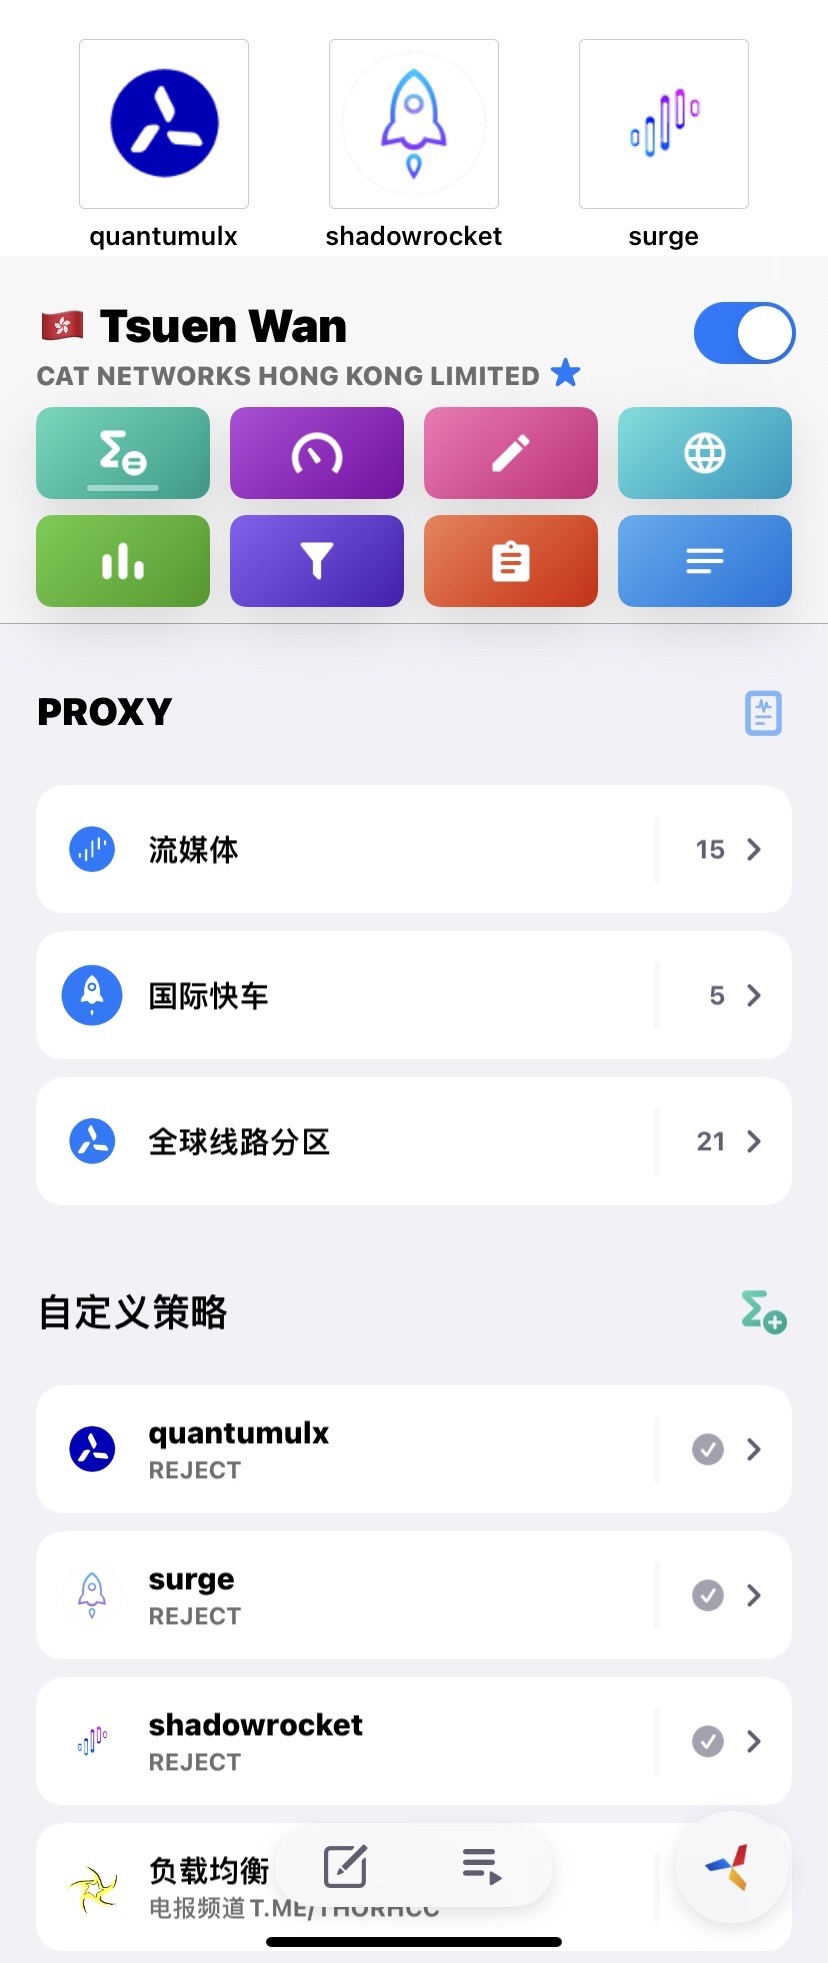 quantumulx
shadowrocket
surge
Tsuen Wan
CAT NETWORKS HONG KONG LIMITED
PROXY
流媒体
15
国际快车
5
全球线路分区
21
自定义策略
quantumulx
REJECT
surge
REJECT
shadowrocket
REJECT
负载均衡
电报频道 T.ME/THORHCC